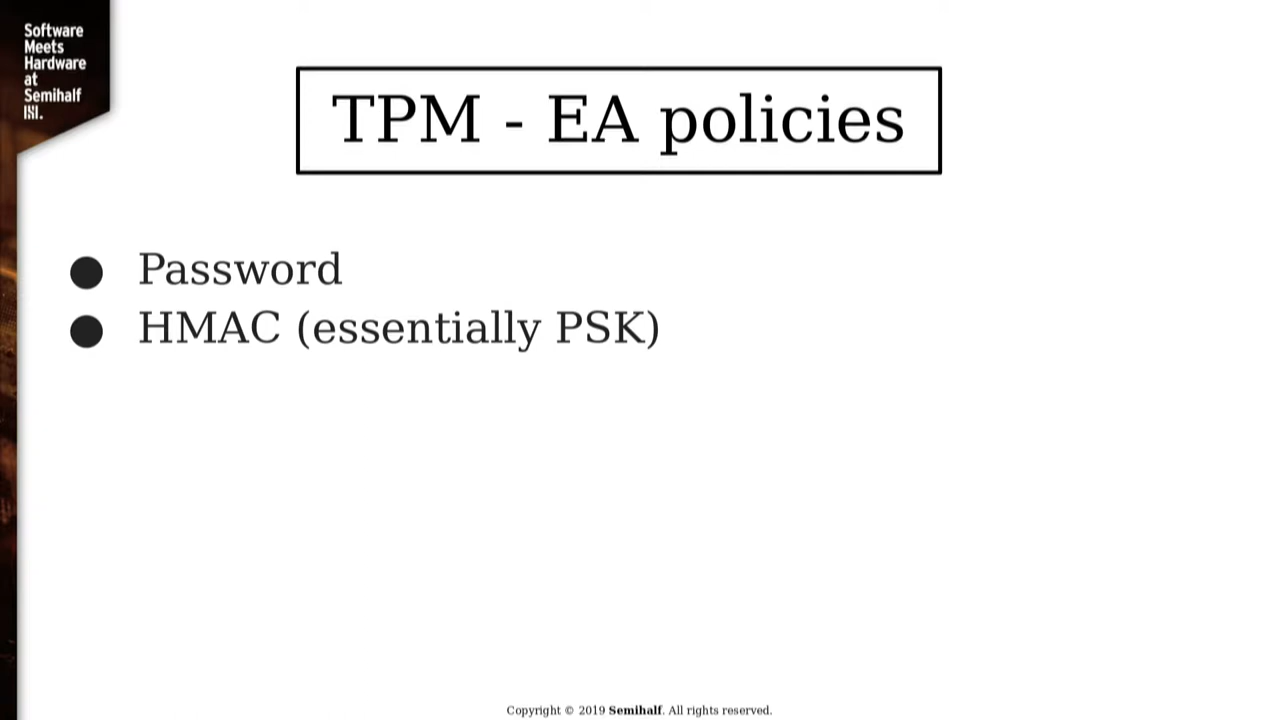 Software
Meets
Hardware
at
Semihalf
TPM - EA policies
● Password
● HMAC (essentially PSK)
Copyright © 2019 Semihalf. All rights reserved.